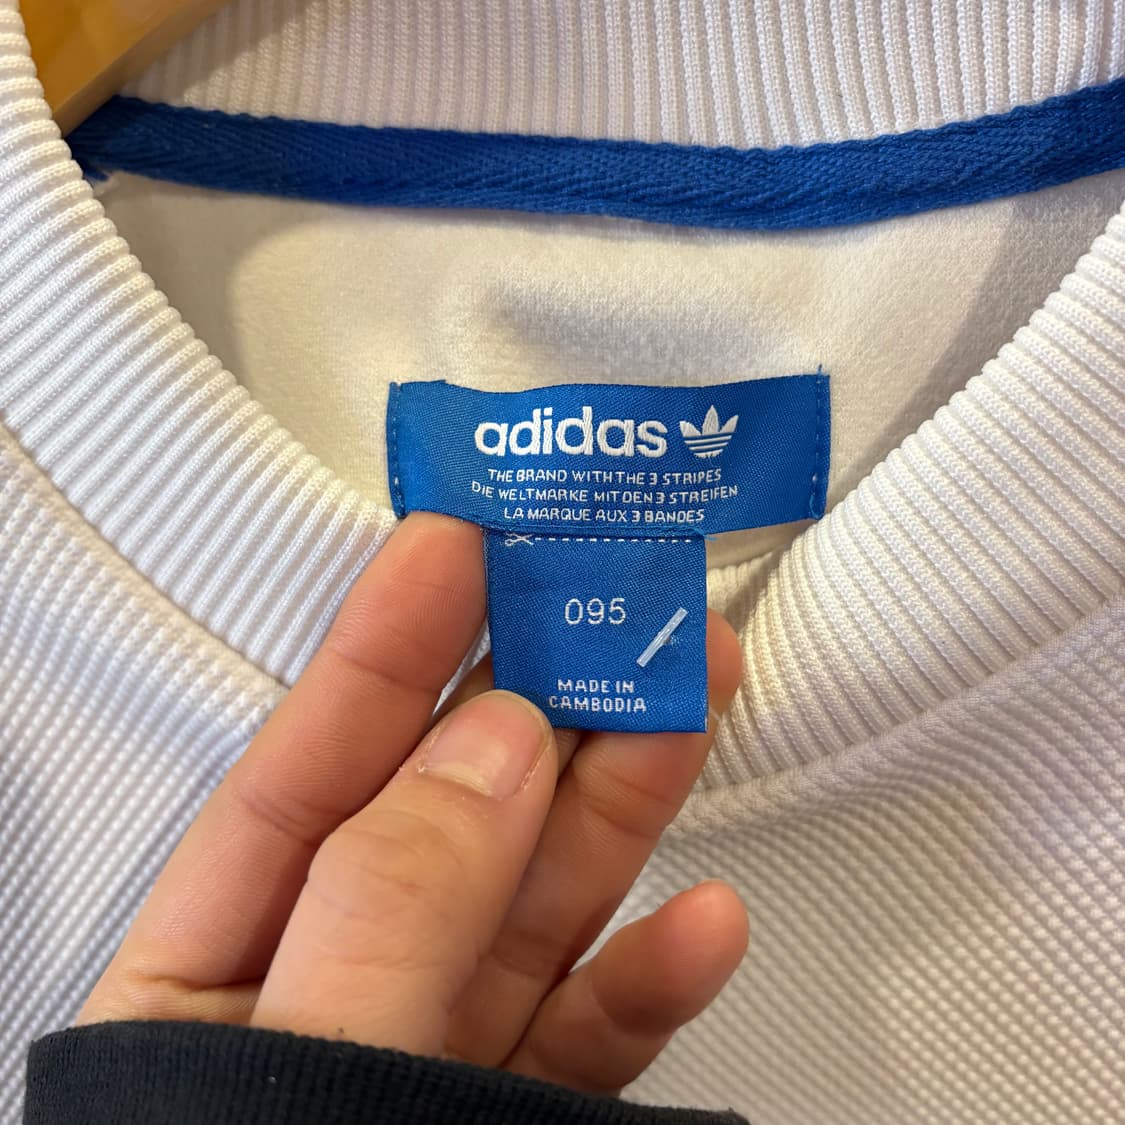 adidas
THE BRAND WITH THE 3 STRIPES
DIE WELTMARKE MIT DEN 3 STREIFEN
LA MARQUE AUX 3 BANDES
095
MADE IN
CAMBODIA